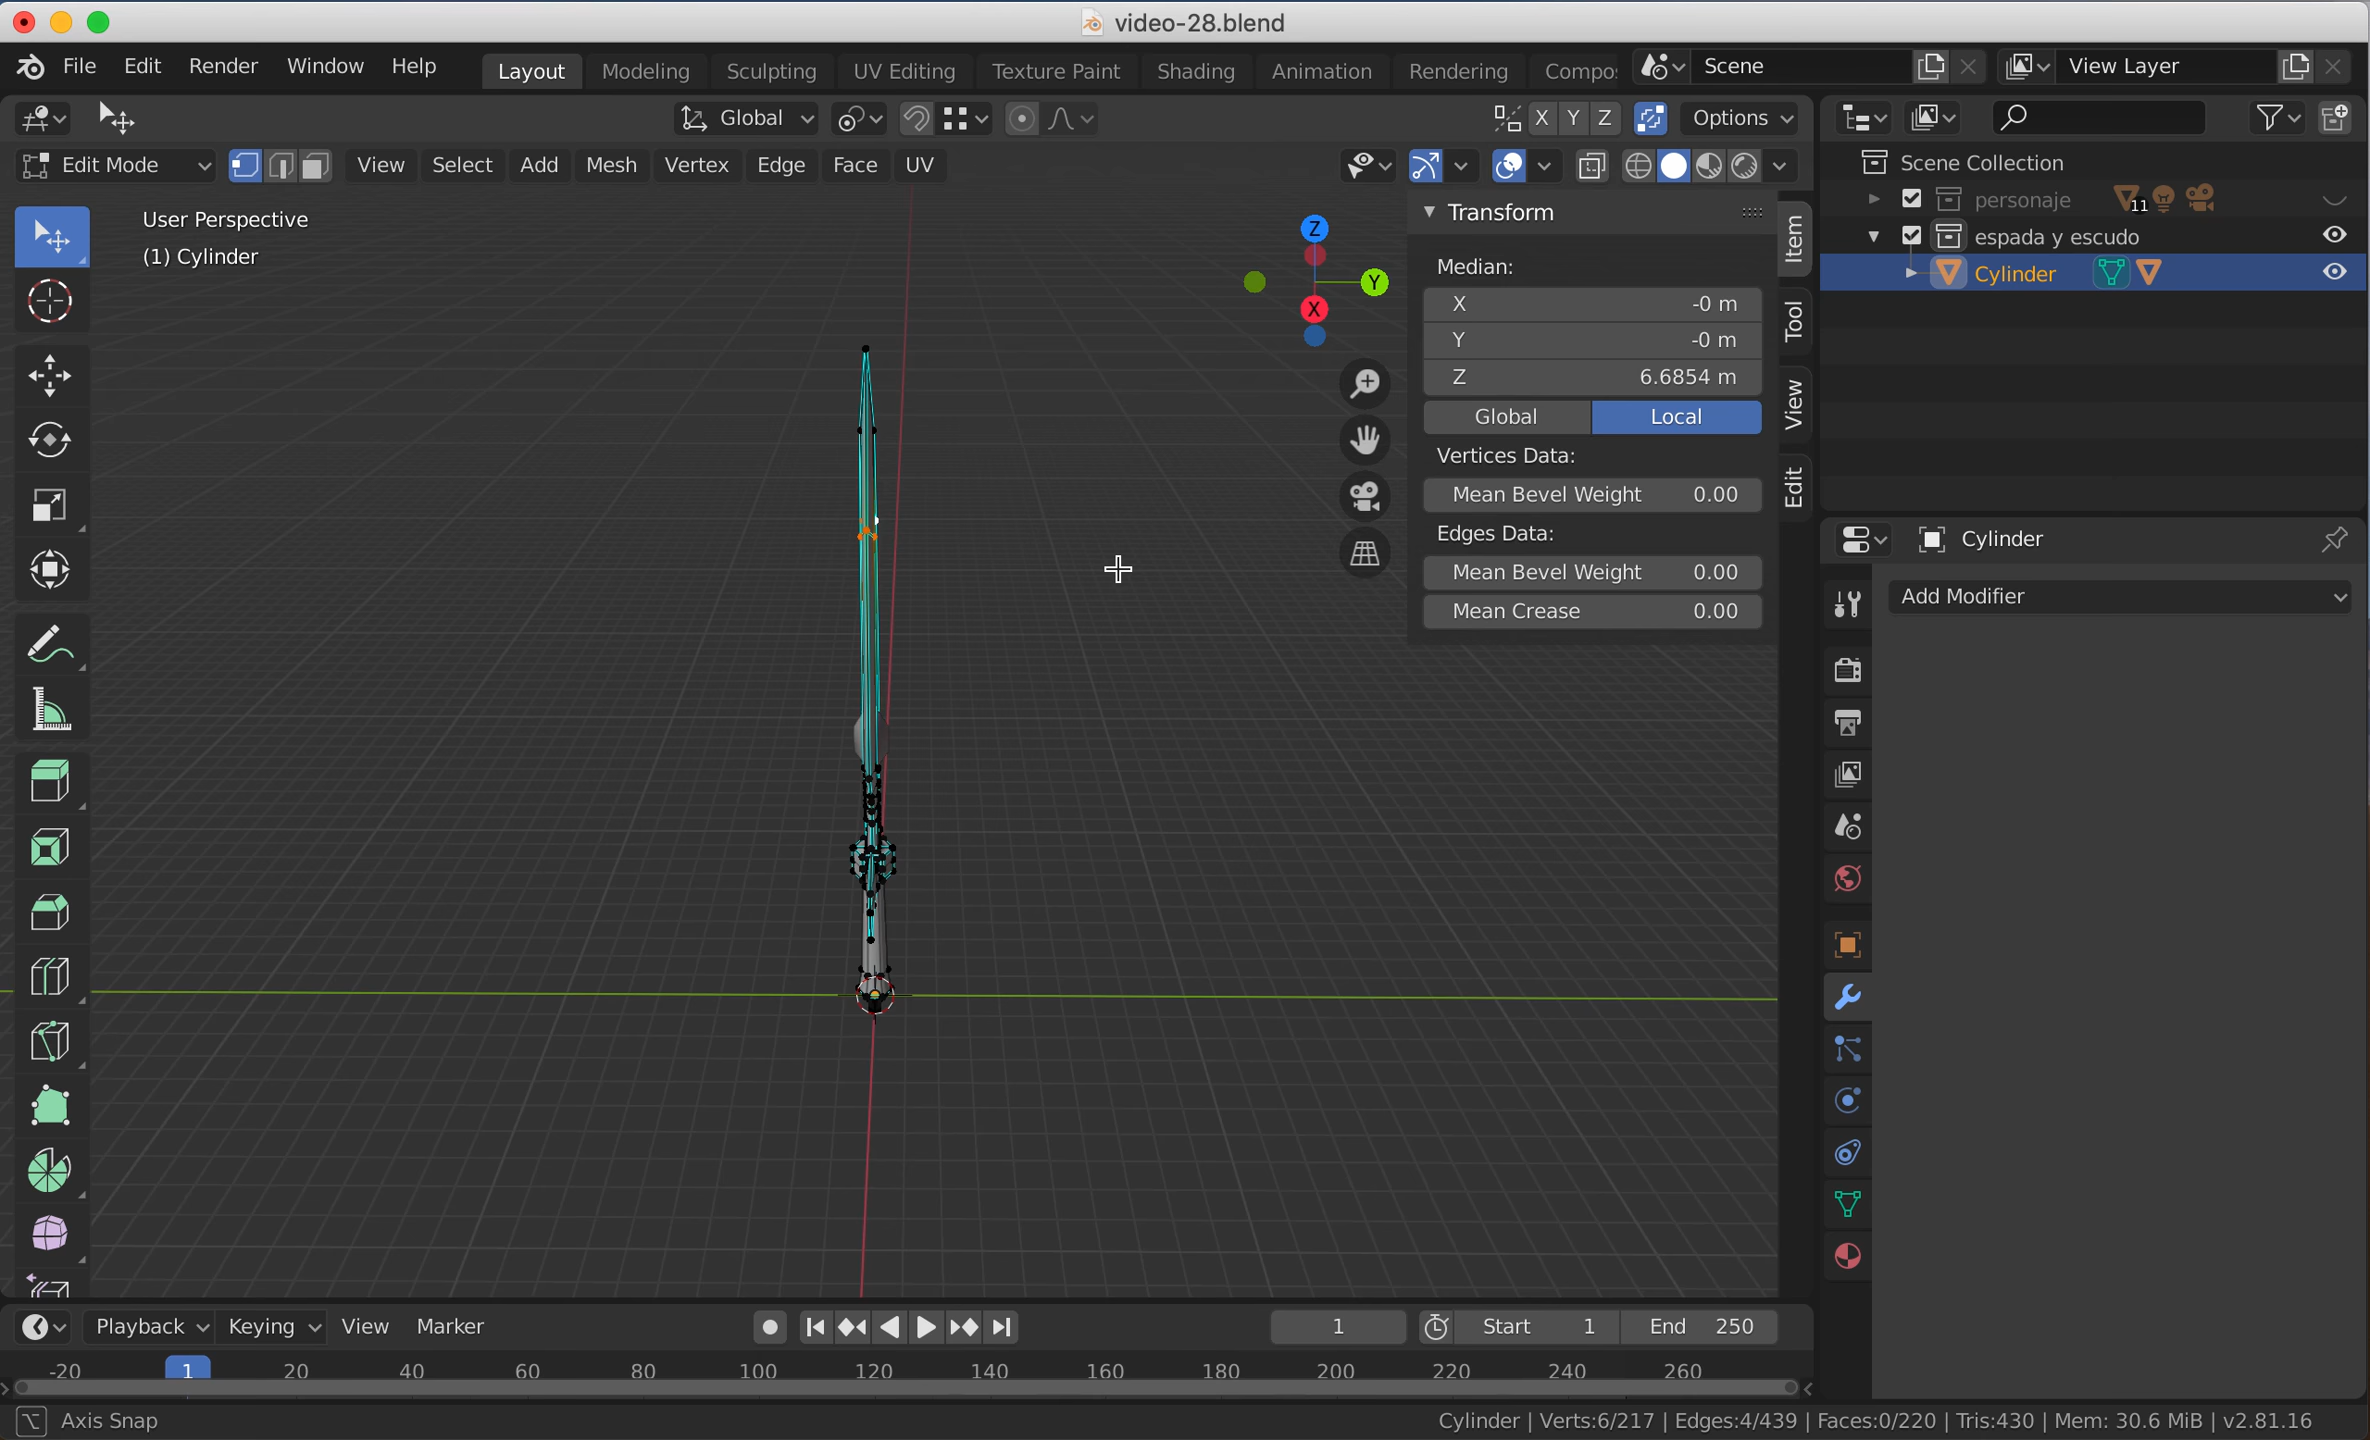 video-28.blend
File Edit Render Window Help Layout Modeling Sculpting UV Editing Texture Paint Shading Animation Rendering Compos Scene View Layer
Global X Y Z Options
Edit Mode View Select Add Mesh Vertex Edge Face UV
Scene Collection
personaje 11
espada y escudo
Cylinder
User Perspective
(1) Cylinder
Z
Y
X
Transform
Median:
X -0 m
Y -0 m
Z 6.6854 m
Global Local
Vertices Data:
Mean Bevel Weight 0.00
Edges Data:
Mean Bevel Weight 0.00
Mean Crease 0.00
Item
Tool
View
Edit
Cylinder
Add Modifier
Playback Keying View Marker 1 Start 1 End 250
-20 1 20 40 60 80 100 120 140 160 180 200 220 240 260
Axis Snap Cylinder | Verts:6/217 | Edges:4/439 | Faces:0/220 | Tris:430 | Mem: 30.6 MiB | v2.81.16